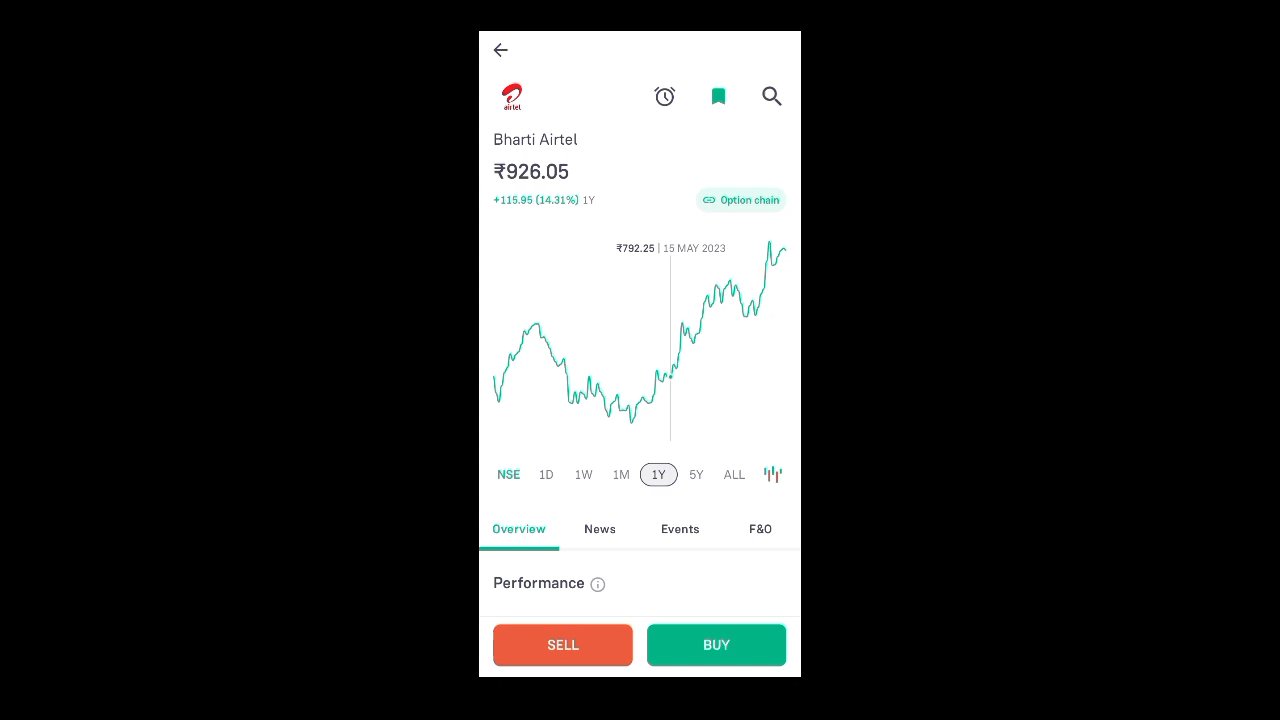 airtel
Bharti Airtel
₹926.05
+115.95 (14.31%) 1Y
Option chain
₹792.25 | 15 MAY 2023
NSE 1D 1W 1M 1Y 5Y ALL
Overview News Events F&O
Performance
SELL BUY